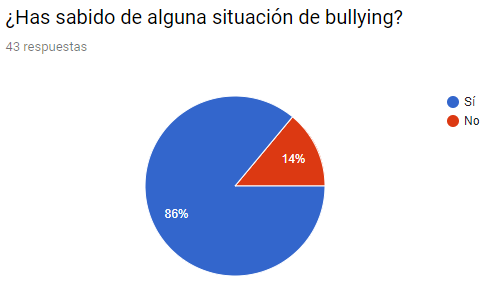 ¿Has sabido de alguna situación de bullying?
43 respuestas
Sí
No
14%
86%